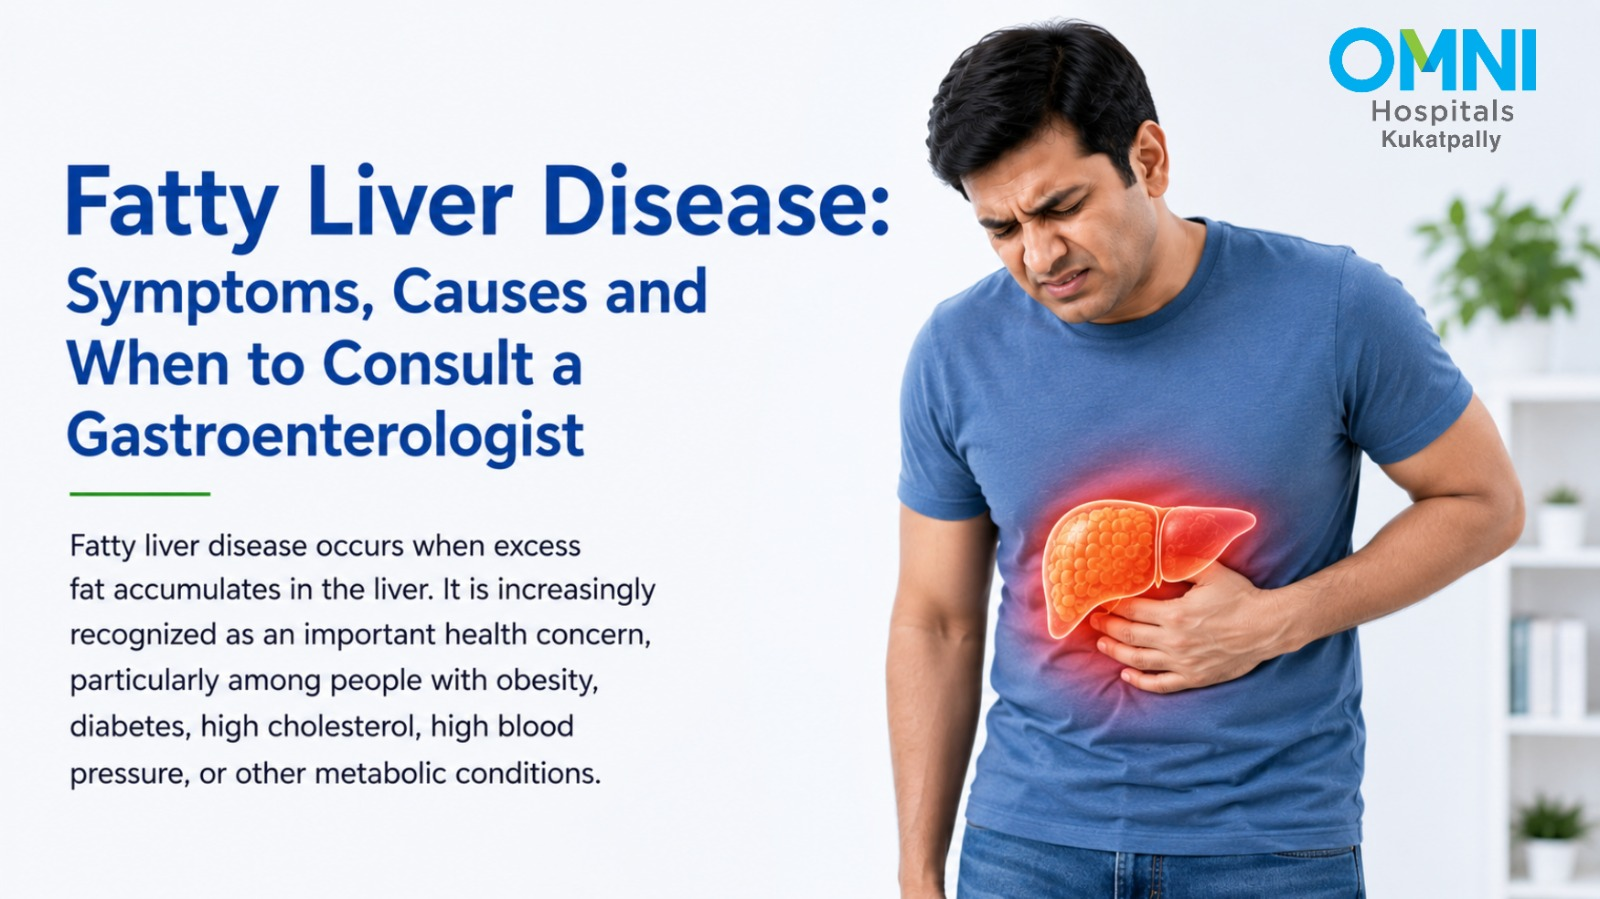 OMNI
Hospitals
Kukatpally
Fatty Liver Disease:
Symptoms, Causes and
When to Consult a
Gastroenterologist
Fatty liver disease occurs when excess
fat accumulates in the liver. It is increasingly
recognized as an important health concern,
particularly among people with obesity,
diabetes, high cholesterol, high blood
pressure, or other metabolic conditions.